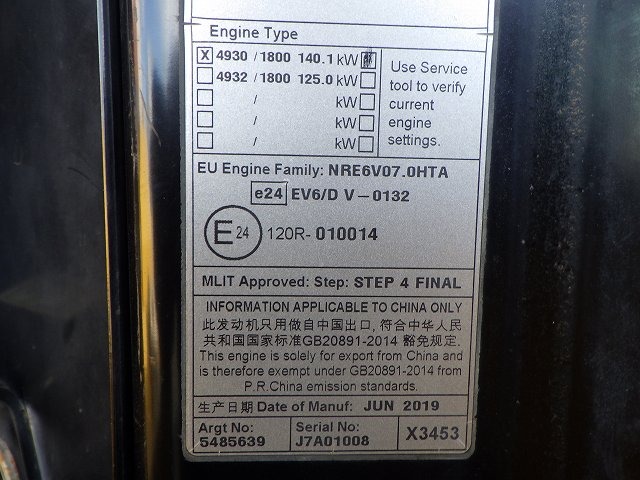 Engine Type
X 4930 / 1800 140.1 kW
4932 / 1800 125.0 kW
/ kW
/ kW
/ kW
Use Service
tool to verify
current
engine
settings.
EU Engine Family: NRE6V07.0HTA
e24 EV6/D V – 0132
E24 120R- 010014
MLIT Approved: Step: STEP 4 FINAL
INFORMATION APPLICABLE TO CHINA ONLY
此发动机只用做自中国出口, 符合中华人民
共和国国家标准GB20891-2014 豁免规定.
This engine is solely for export from China and
is therefore exempt under GB20891-2014 from
P.R.China emission standards.
生产日期 Date of Manuf: JUN 2019
Argt No:
5485639
Serial No:
J7A01008
X3453